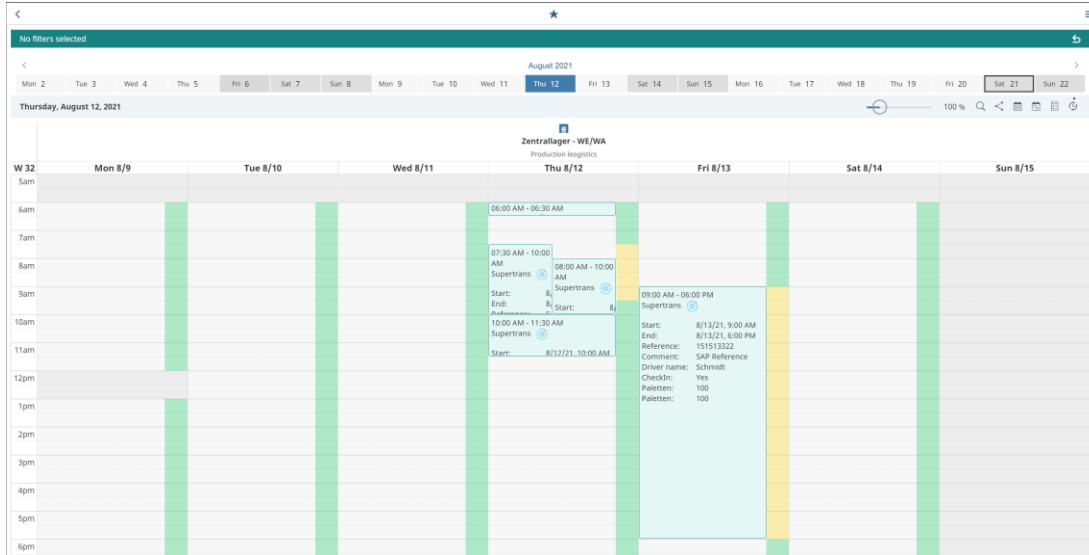 No filters selected
August 2021
Mon 2 Tue 3 Wed 4 Thu 5 Fri 6 Sat 7 Sun 8 Mon 9 Tue 10 Wed 11 Thu 12 Fri 13 Sat 14 Sun 15 Mon 16 Tue 17 Wed 18 Thu 19 Fri 20 Sat 21 Sun 22
Thursday, August 12, 2021
100 %
Zentrallager - WE/WA
Production leogistics
W 32 Mon 8/9 Tue 8/10 Wed 8/11 Thu 8/12 Fri 8/13 Sat 8/14 Sun 8/15
5am
6am
06:00 AM - 06:30 AM
7am
07:30 AM - 10:00
AM
Supertrans
Start: 8/
End: 8/
8am
08:00 AM - 10:00
AM
Supertrans
Start: 8/
9am
09:00 AM - 06:00 PM
Supertrans
Start: 8/13/21, 9:00 AM
End: 8/13/21, 6:00 PM
Reference: 151513322
Comment: SAP Reference
Driver name: Schmidt
CheckIn: Yes
Paletten: 100
Paletten: 100
10am
10:00 AM - 11:30 AM
Supertrans
Start: 8/12/21, 10:00 AM
11am
12pm
1pm
2pm
3pm
4pm
5pm
6pm